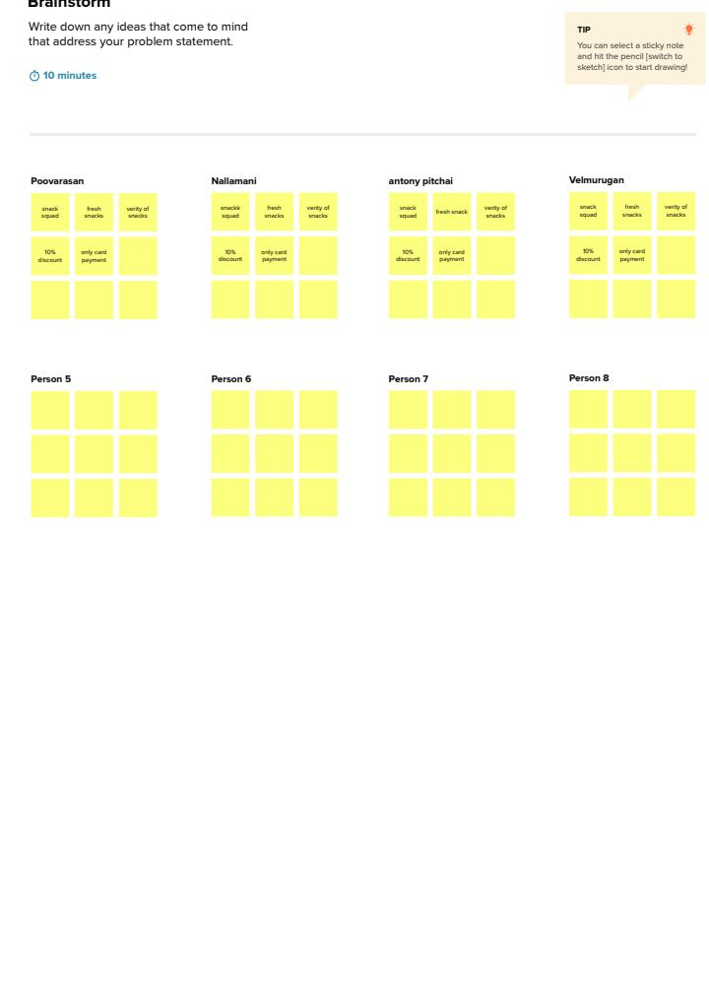 Brainstorm
Write down any ideas that come to mind
that address your problem statement.
10 minutes
TIP
You can select a sticky note
and hit the pencil [switch to
sketch] icon to start drawing!
Poovarasan
snack
squad
fresh
snacks
verity of
snecks
10%
discount
only card
payment
Nallamani
snackk
squad
fresh
snacks
verity of
snacks
10%
discount
only card
payment
antony pitchai
snack
squad
fresh snack
verity of
snacks
10%
discount
only card
payment
Velmurugan
snack
squad
fresh
snacks
verity of
snacks
10%
discount
only card
payment
Person 5
Person 6
Person 7
Person 8